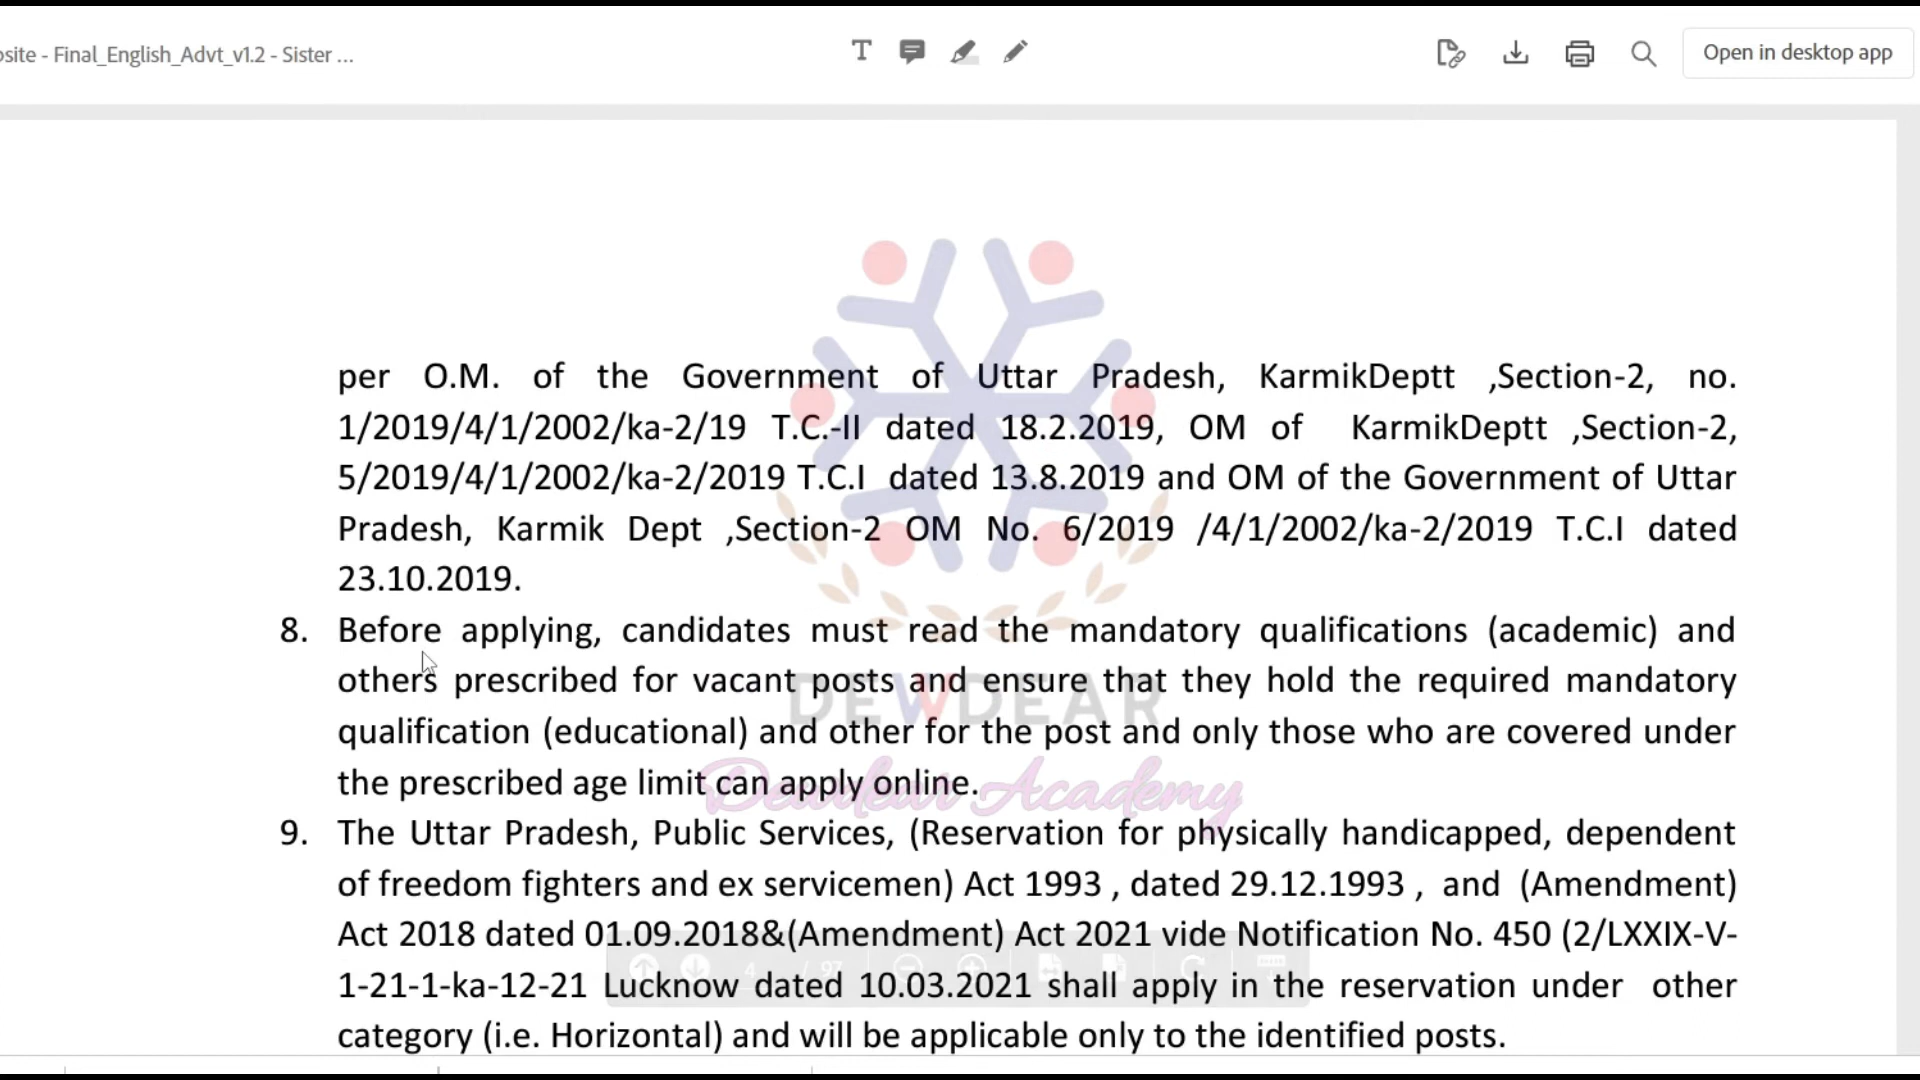 osite - Final_English_Advt_v1.2 - Sister ...
T
Open in desktop app
per O.M. of the Government of Uttar Pradesh, KarmikDeptt ,Section-2, no.
1/2019/4/1/2002/ka-2/19 T.C.-II dated 18.2.2019, OM of KarmikDeptt ,Section-2,
5/2019/4/1/2002/ka-2/2019 T.C.I dated 13.8.2019 and OM of the Government of Uttar
Pradesh, Karmik Dept ,Section-2 OM No. 6/2019 /4/1/2002/ka-2/2019 T.C.I dated
23.10.2019.
8. Before applying, candidates must read the mandatory qualifications (academic) and
others prescribed for vacant posts and ensure that they hold the required mandatory
DEWDEAR
qualification (educational) and other for the post and only those who are covered under
the prescribed age limit can apply online.
Dewdear Academy
9. The Uttar Pradesh, Public Services, (Reservation for physically handicapped, dependent
of freedom fighters and ex servicemen) Act 1993 , dated 29.12.1993 , and (Amendment)
Act 2018 dated 01.09.2018&(Amendment) Act 2021 vide Notification No. 450 (2/LXXIX-V-
4 / 97
1-21-1-ka-12-21 Lucknow dated 10.03.2021 shall apply in the reservation under other
category (i.e. Horizontal) and will be applicable only to the identified posts.